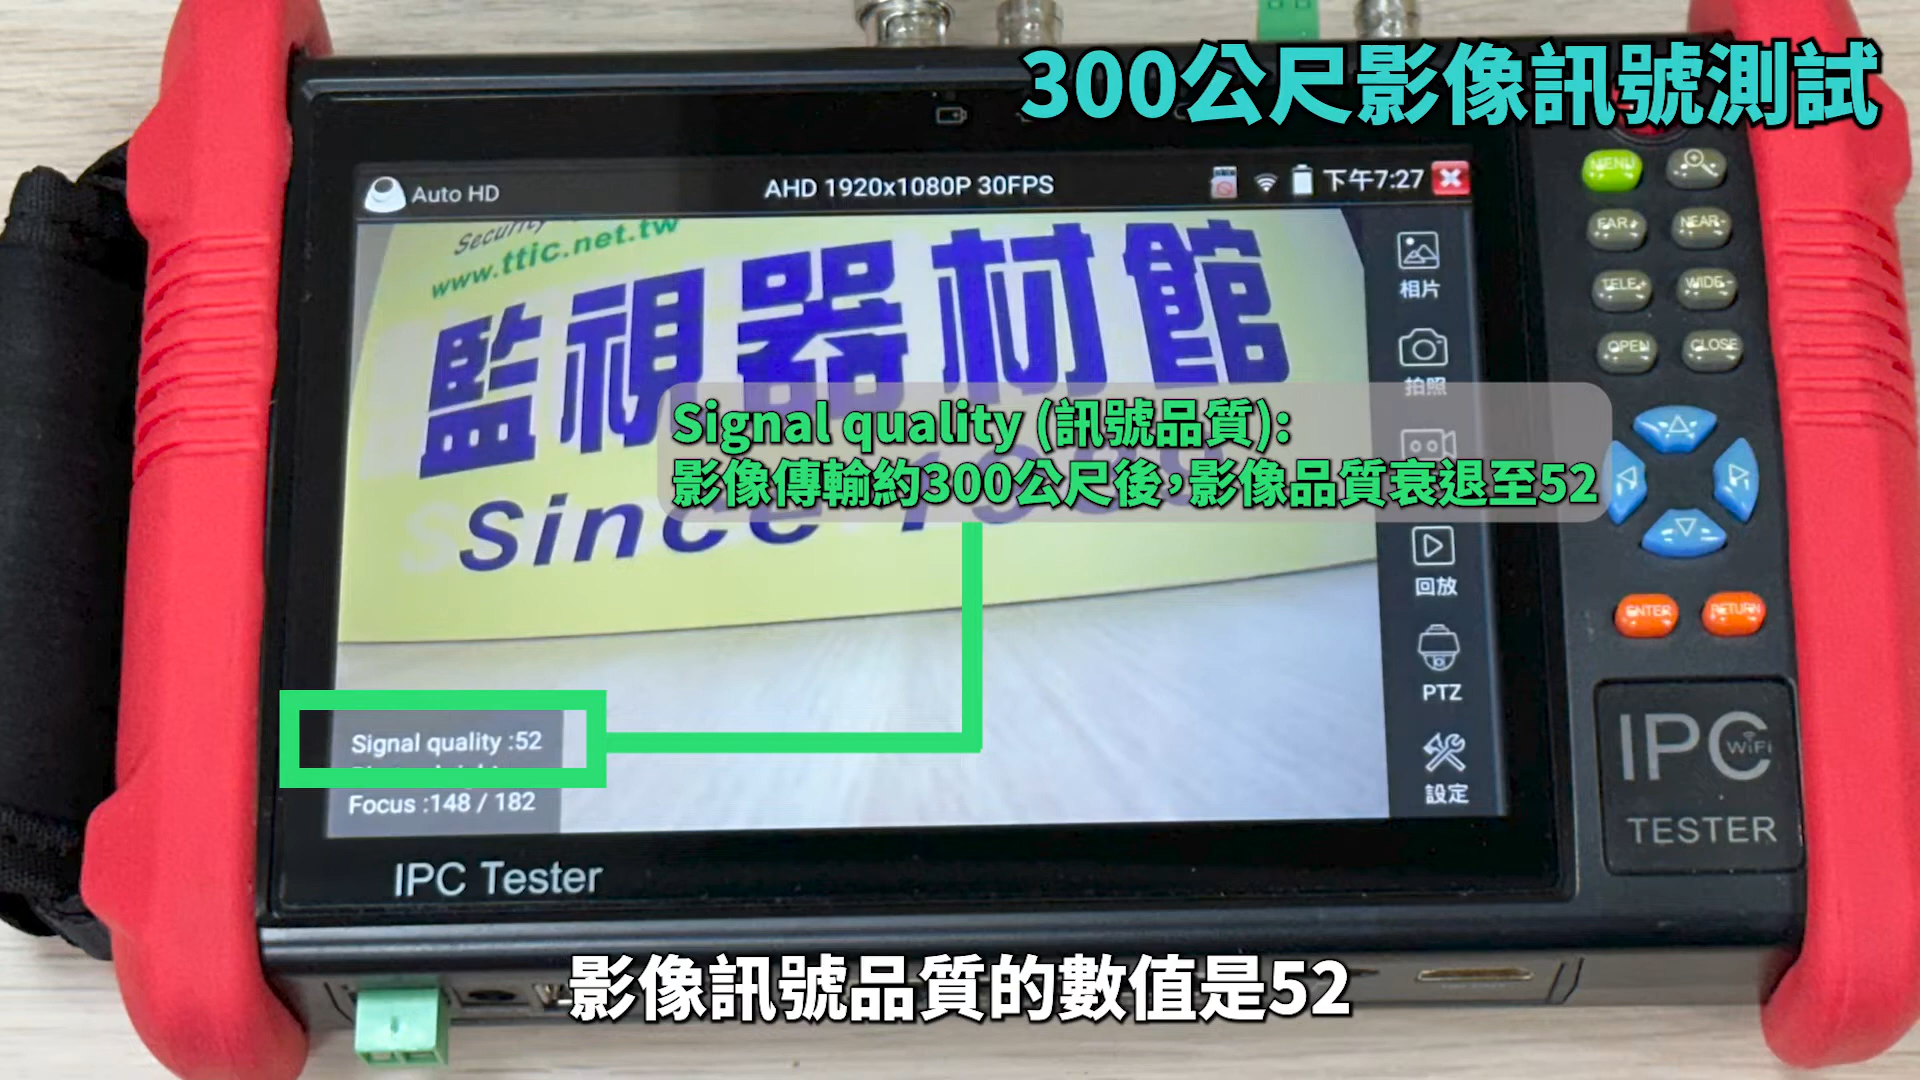 300公尺影像訊號測試
Auto HD
AHD 1920x1080P 30FPS
下午7:27
Security
www.ttic.net.tw
監視器材館
Since
相片
拍照
Signal quality (訊號品質):
影像傳輸約300公尺後,影像品質衰退至52
回放
PTZ
設定
Signal quality :52
Focus :148 / 182
IPC Tester
MENU
FAR+
NEAR-
TELE+
WIDE-
OPEN
CLOSE
ENTER
RETURN
IPC
WiFi
TESTER
影像訊號品質的數值是52